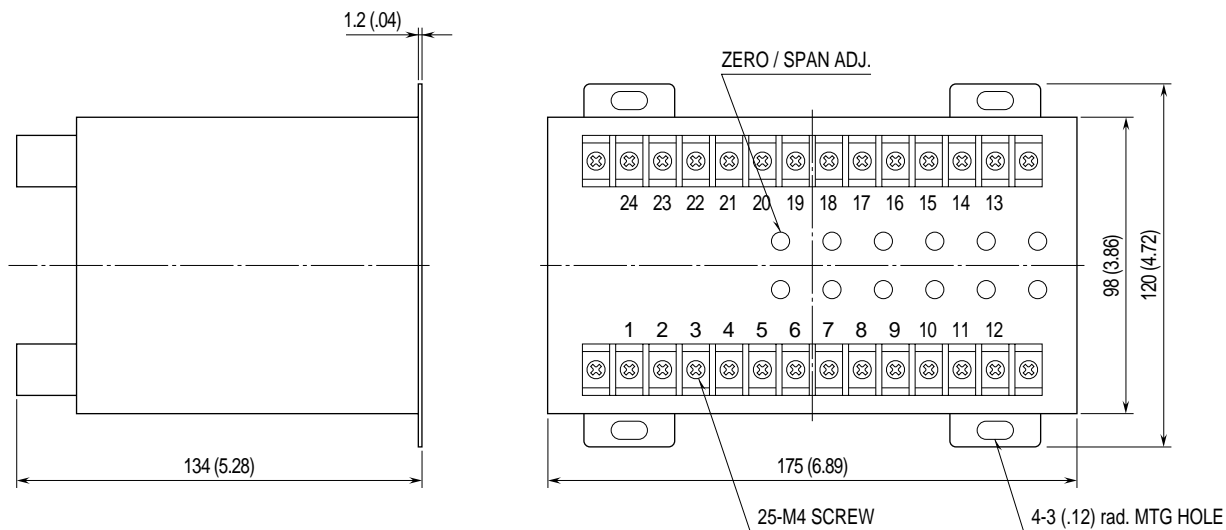 1.2 (.04)
ZERO / SPAN ADJ.
24 23 22 21 20 19 18 17 16 15 14 13
98 (3.86)
120 (4.72)
1 2 3 4 5 6 7 8 9 10 11 12
134 (5.28)
175 (6.89)
25-M4 SCREW
4-3 (.12) rad. MTG HOLE